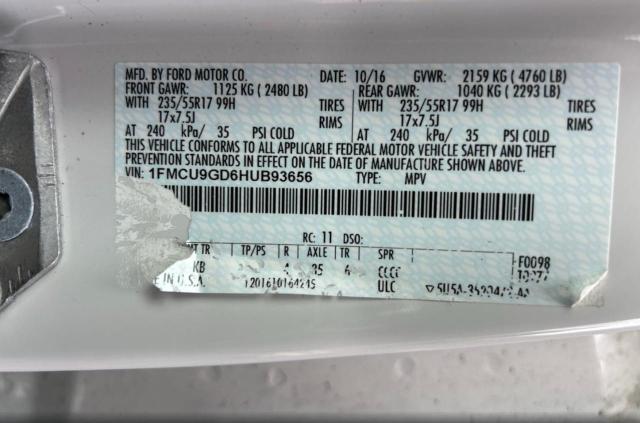 MFD. BY FORD MOTOR CO. DATE: 10/16 GVWR: 2159 KG ( 4760 LB)
FRONT GAWR: 1125 KG ( 2480 LB) REAR GAWR: 1040 KG ( 2293 LB)
WITH 235/55R17 99H TIRES WITH 235/55R17 99H TIRES
17x7.5J RIMS 17x7.5J RIMS
AT 240 kPa/ 35 PSI COLD AT 240 kPa/ 35 PSI COLD
THIS VEHICLE CONFORMS TO ALL APPLICABLE FEDERAL MOTOR VEHICLE SAFETY AND THEFT
PREVENTION STANDARDS IN EFFECT ON THE DATE OF MANUFACTURE SHOWN ABOVE.
VIN: 1FMCU9GD6HUB93656 TYPE: MPV
RC: 11 DSO:
TR TP/PS R AXLE TR SPR F0098
KB 4 6
IN U.S.A. ULC